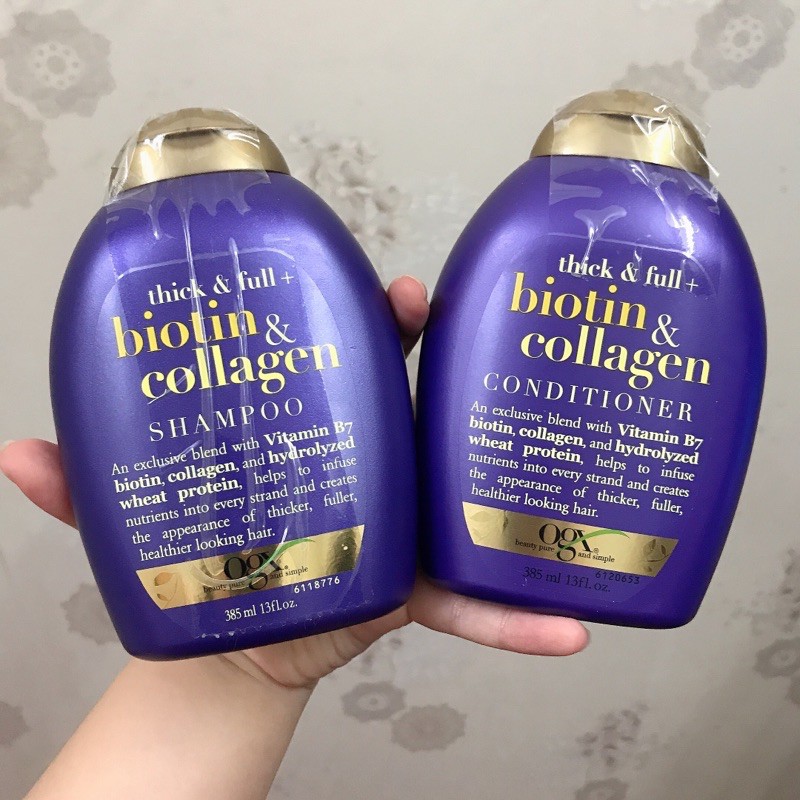 thick & full +
biotin &
collagen
SHAMPOO
An exclusive blend with Vitamin B7
biotin, collagen, and hydrolyzed
wheat protein, helps to infuse
nutrients into every strand and creates
the appearance of thicker, fuller,
healthier looking hair.
ogx®
beauty pure and simple
6118776
385 ml 13fl.oz.
thick & full +
biotin &
collagen
CONDITIONER
An exclusive blend with Vitamin B7
biotin, collagen, and hydrolyzed
wheat protein, helps to infuse
nutrients into every strand and creates
the appearance of thicker, fuller,
healthier looking hair.
ogx®
beauty pure and simple
6120653
385 ml 13fl.oz.